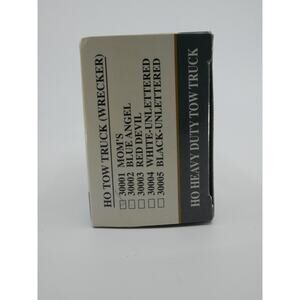 HO TOW TRUCK (WRECKER)
30001 MOM'S
30002 BLUE ANGEL
30003 RED DEVIL
30004 WHITE-UNLETTERED
30005 BLACK-UNLETTERED
HO HEAVY DUTY TOW TRUCK